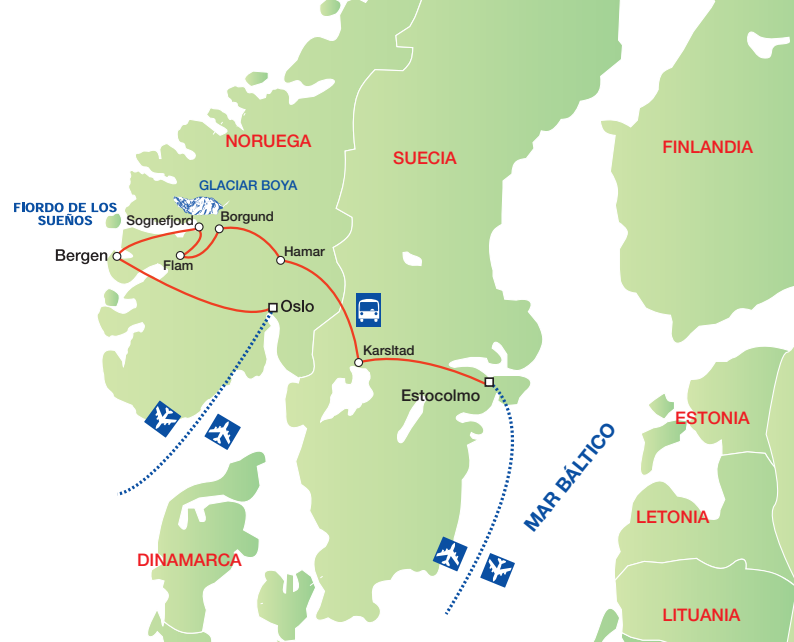 NORUEGA
SUECIA
FINLANDIA
GLACIAR BOYA
FIORDO DE LOS
SUEÑOS
Sognefjord
Borgund
Bergen
Flam
Hamar
Oslo
Karsltad
Estocolmo
ESTONIA
MAR BÁLTICO
LETONIA
DINAMARCA
LITUANIA